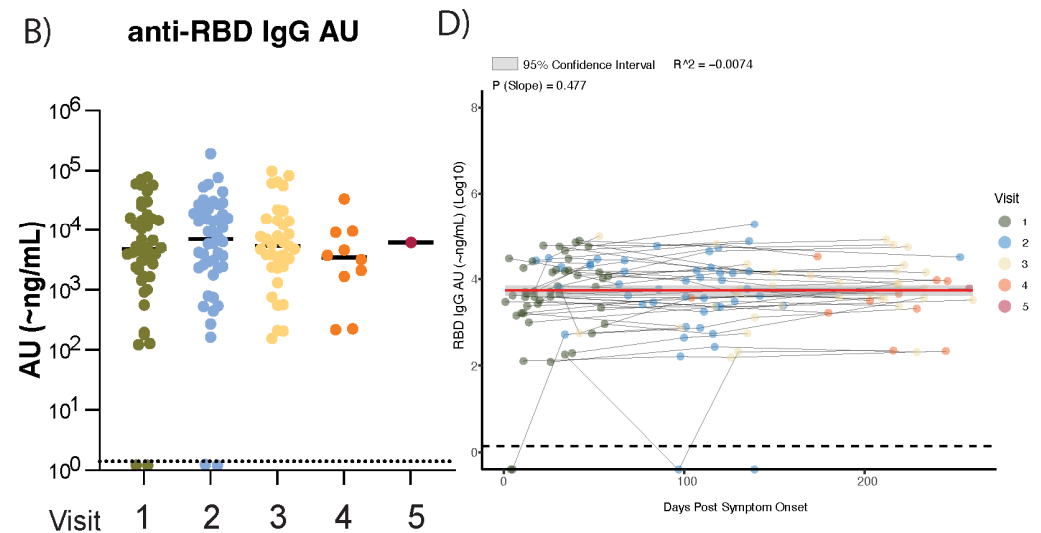 B)
anti-RBD IgG AU
AU (~ng/mL)
10^6
10^5
10^4
10^3
10^2
10^1
10^0
Visit 1 2 3 4 5
D)
95% Confidence Interval R^2 = −0.0074
P (Slope) = 0.477
RBD IgG AU (~ng/mL) (Log10)
8
6
4
2
0
0 100 200
Days Post Symptom Onset
Visit
1
2
3
4
5